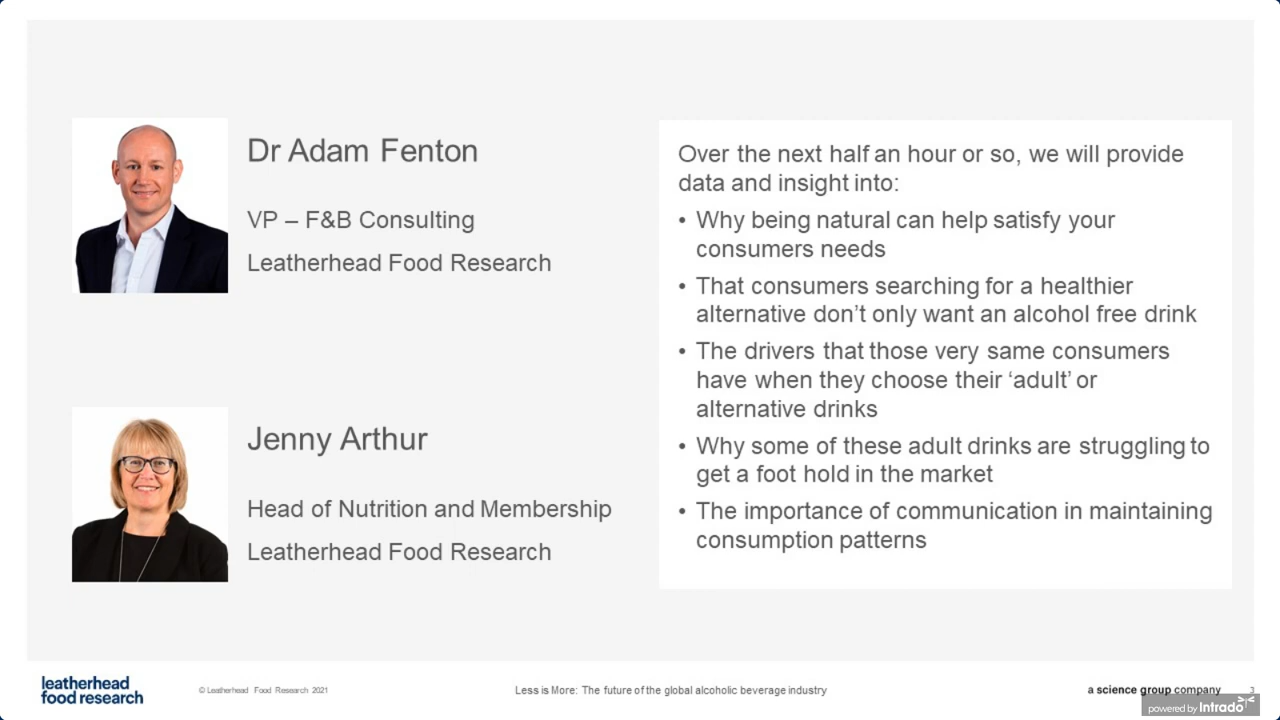 Dr Adam Fenton
VP – F&B Consulting
Leatherhead Food Research
Jenny Arthur
Head of Nutrition and Membership
Leatherhead Food Research
Over the next half an hour or so, we will provide
data and insight into:
• Why being natural can help satisfy your
consumers needs
• That consumers searching for a healthier
alternative don’t only want an alcohol free drink
• The drivers that those very same consumers
have when they choose their ‘adult’ or
alternative drinks
• Why some of these adult drinks are struggling to
get a foot hold in the market
• The importance of communication in maintaining
consumption patterns
leatherhead
food research
© Leatherhead Food Research 2021
Less is More: The future of the global alcoholic beverage industry
a science group company
3
powered by Intrado